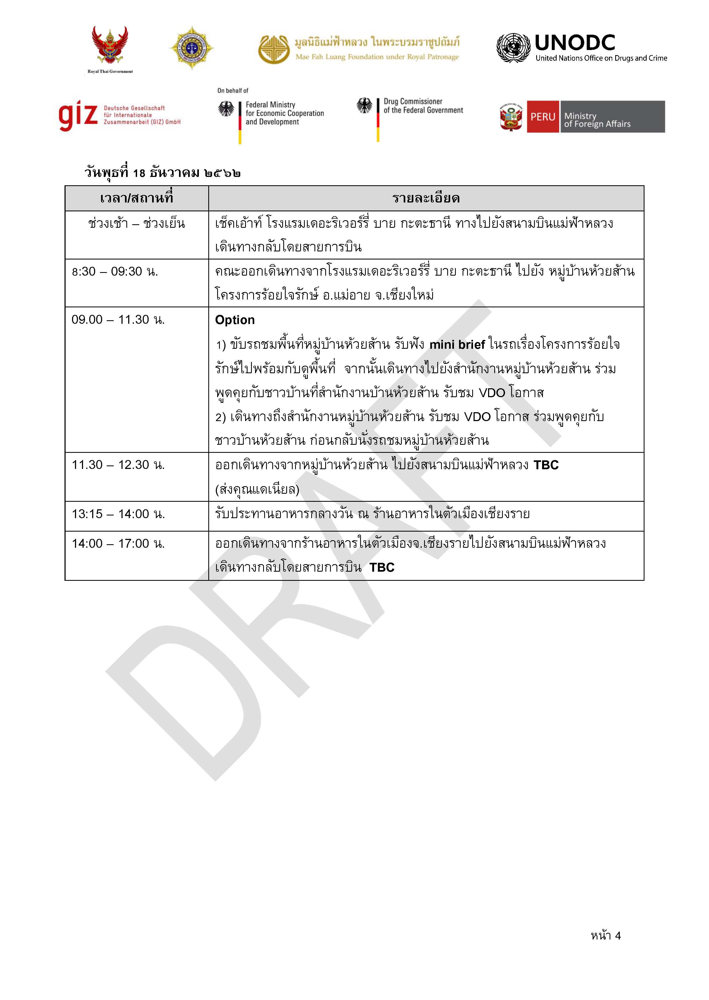 Royal Thai Government
OFFICE OF THE NARCOTICS CONTROL BOARD
ONCB
มูลนิธิแม่ฟ้าหลวง ในพระบรมราชูปถัมภ์
Mae Fah Luang Foundation under Royal Patronage
UNODC
United Nations Office on Drugs and Crime
giz
Deutsche Gesellschaft
für Internationale
Zusammenarbeit (GIZ) GmbH
On behalf of
Federal Ministry
for Economic Cooperation
and Development
Drug Commissioner
of the Federal Government
REPUBLICA DEL PERU
PERU
Ministry
of Foreign Affairs
วันพุธที่ 18 ธันวาคม ๒๕๖๒
เวลา/สถานที่ รายละเอียด
ช่วงเช้า – ช่วงเย็น เช็คเอ้าท์ โรงแรมเดอะริเวอร์รี่ บาย กะตะธานี ทางไปยังสนามบินแม่ฟ้าหลวง
เดินทางกลับโดยสายการบิน
8:30 – 09:30 น. คณะออกเดินทางจากโรงแรมเดอะริเวอร์รี่ บาย กะตะธานี ไปยัง หมู่บ้านห้วยส้าน
โครงการร้อยใจรักษ์ อ.แม่อาย จ.เชียงใหม่
09.00 – 11.30 น. Option
1) ขับรถชมพื้นที่หมู่บ้านห้วยส้าน รับฟัง mini brief ในรถเรื่องโครงการร้อยใจ
รักษ์ไปพร้อมกับดูพื้นที่ จากนั้นเดินทางไปยังสำนักงานหมู่บ้านห้วยส้าน ร่วม
พูดคุยกับชาวบ้านที่สำนักงานบ้านห้วยส้าน รับชม VDO โอกาส
2) เดินทางถึงสำนักงานหมู่บ้านห้วยส้าน รับชม VDO โอกาส ร่วมพูดคุยกับ
ชาวบ้านห้วยส้าน ก่อนกลับนั่งรถชมหมู่บ้านห้วยส้าน
11.30 – 12.30 น. ออกเดินทางจากหมู่บ้านห้วยส้าน ไปยังสนามบินแม่ฟ้าหลวง TBC
(ส่งคุณแดเนียล)
13:15 – 14:00 น. รับประทานอาหารกลางวัน ณ ร้านอาหารในตัวเมืองเชียงราย
14:00 – 17:00 น. ออกเดินทางจากร้านอาหารในตัวเมืองจ.เชียงรายไปยังสนามบินแม่ฟ้าหลวง
เดินทางกลับโดยสายการบิน TBC
DRAFT
หน้า 4